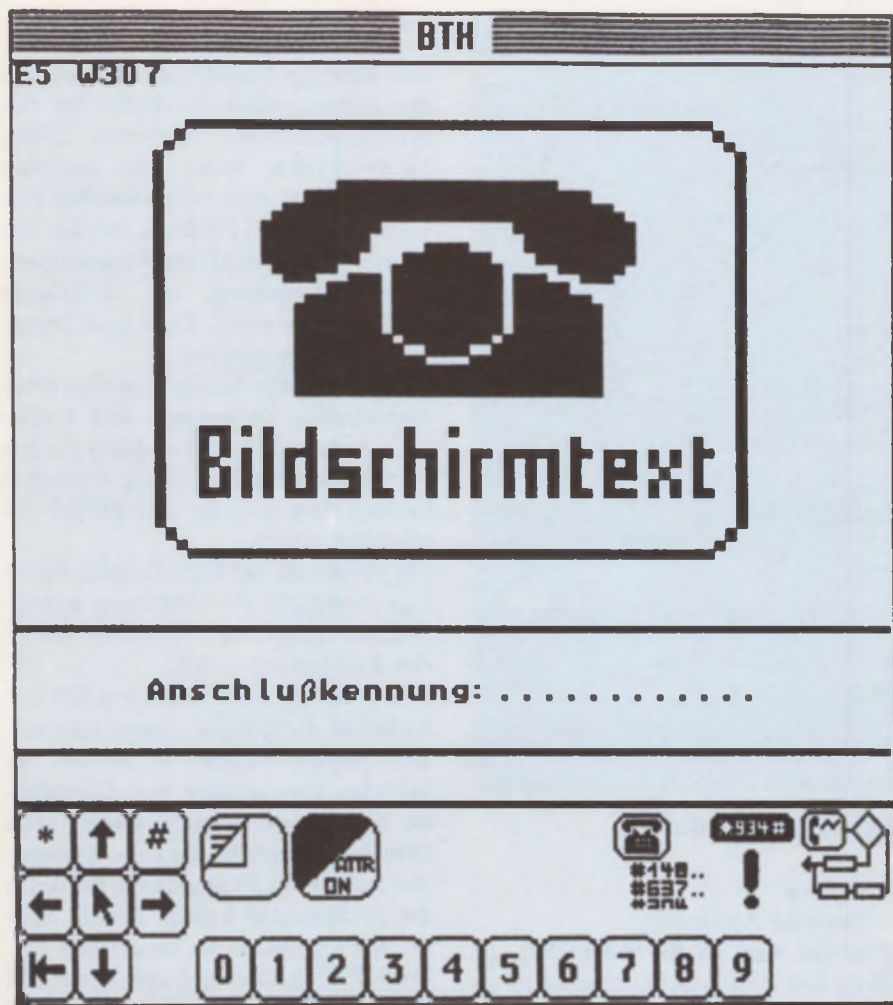 BTX
E5 W307
Bildschirmtext
Anschlußkennung: ............
* #
ATTR
ON
*934#
#140..
#637..
0 1 2 3 4 5 6 7 8 9